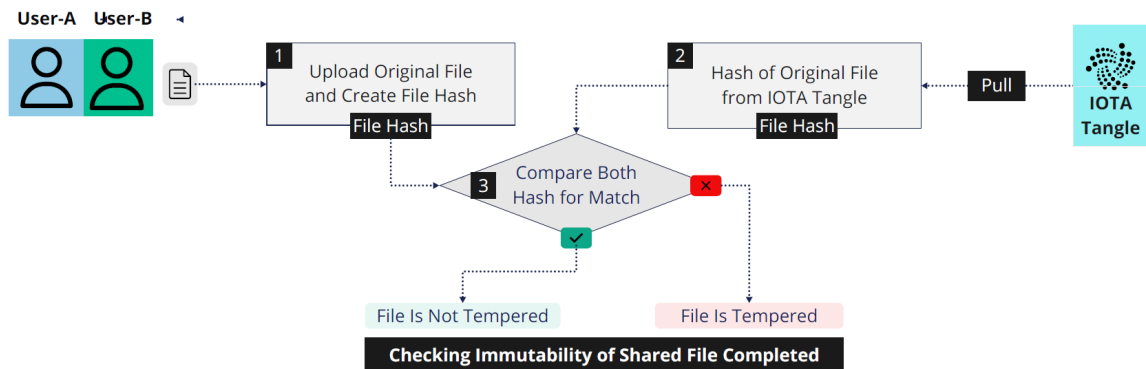 User-A User-B
1
Upload Original File
and Create File Hash
File Hash
2
Hash of Original File
from IOTA Tangle
File Hash
Pull
IOTA
Tangle
3
Compare Both
Hash for Match
File Is Not Tempered
File Is Tempered
Checking Immutability of Shared File Completed